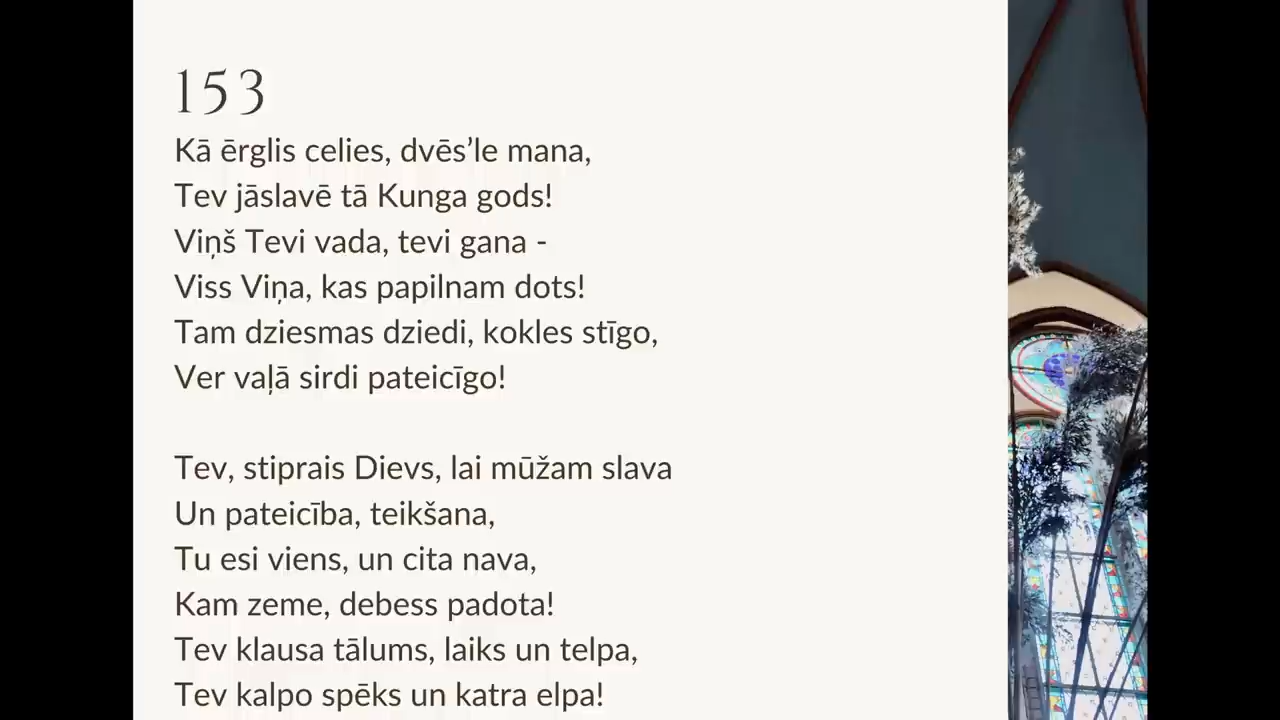 153
Kā ērglis celies, dvēs’le mana,
Tev jāslavē tā Kunga gods!
Viņš Tevi vada, tevi gana -
Viss Viņa, kas papilnam dots!
Tam dziesmas dziedi, kokles stīgo,
Ver vaļā sirdi pateicīgo!
Tev, stiprais Dievs, lai mūžam slava
Un pateicība, teikšana,
Tu esi viens, un cita nava,
Kam zeme, debess padota!
Tev klausa tālums, laiks un telpa,
Tev kalpo spēks un katra elpa!